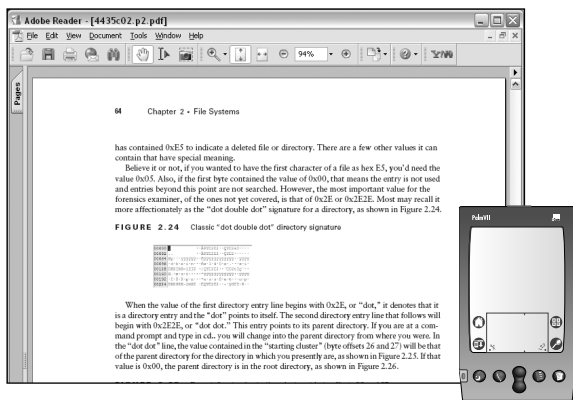 Adobe Reader - [4435c02.p2.pdf]
File Edit View Document Tools Window Help
94%
Pages
64 Chapter 2 • File Systems
has contained 0xE5 to indicate a deleted file or directory. There are a few other values it can
contain that have special meaning.
Believe it or not, if you wanted to have the first character of a file as hex E5, you'd need the
value 0x05. Also, if the first byte contained the value of 0x00, that means the entry is not used
and entries beyond this point are not searched. However, the most important value for the
forensics examiner, of the ones not yet covered, is that of 0x2E or 0x2E2E. Most may recall it
more affectionately as the "dot double dot" signature for a directory, as shown in Figure 2.24.
FIGURE 2.24 Classic "dot double dot" directory signature
When the value of the first directory entry line begins with 0x2E, or "dot," it denotes that it
is a directory entry and the "dot" points to itself. The second directory entry line that follows will
begin with 0x2E2E, or "dot dot." This entry points to its parent directory. If you are at a com-
mand prompt and type in cd.. you will change into the parent directory from where you were. In
the "dot dot" line, the value contained in the "starting cluster" (byte offsets 26 and 27) will be that
of the parent directory for the directory in which you presently are, as shown in Figure 2.25. If that
value is 0x00, the parent directory is in the root directory, as shown in Figure 2.26.
PalmVII